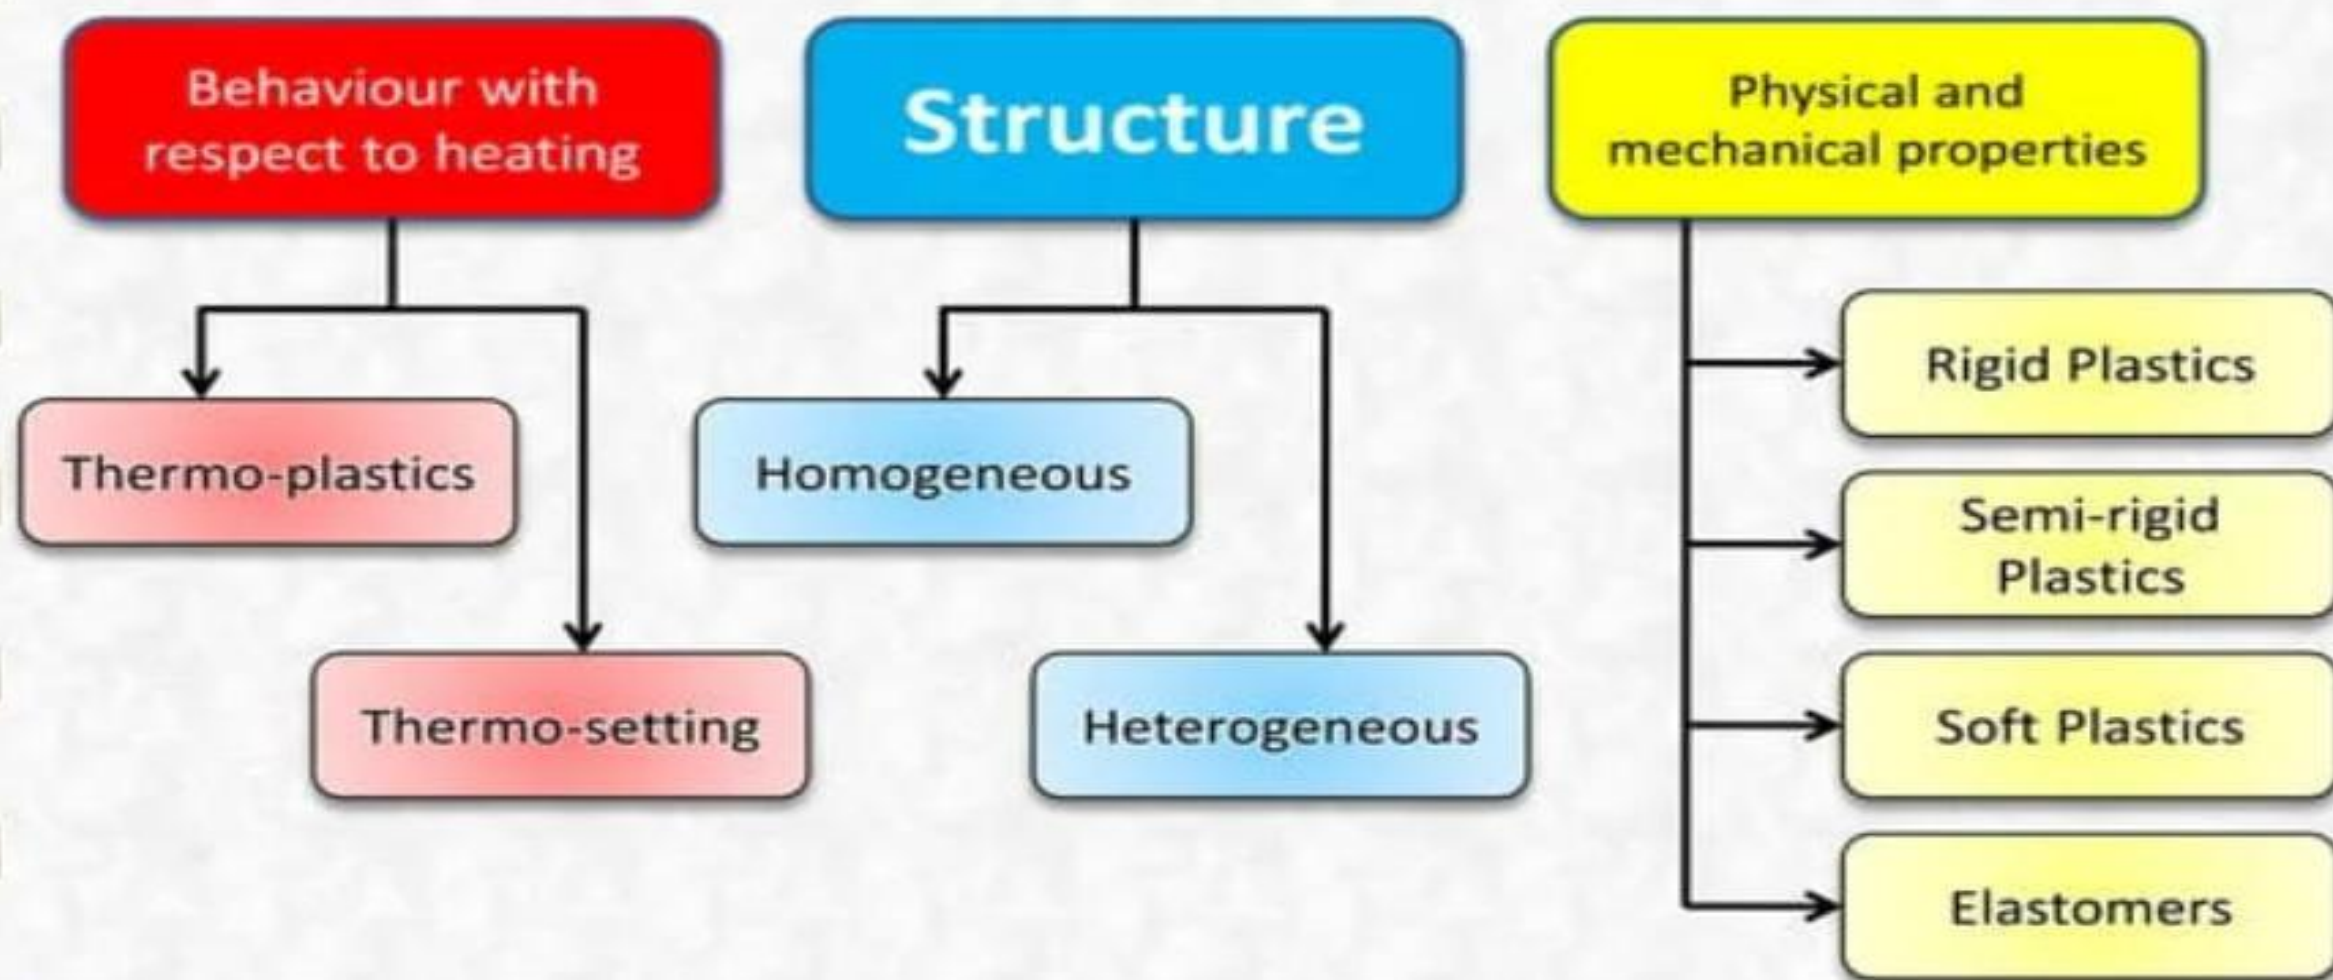 Behaviour with
respect to heating
Thermo-plastics
Thermo-setting
Structure
Homogeneous
Heterogeneous
Physical and
mechanical properties
Rigid Plastics
Semi-rigid
Plastics
Soft Plastics
Elastomers